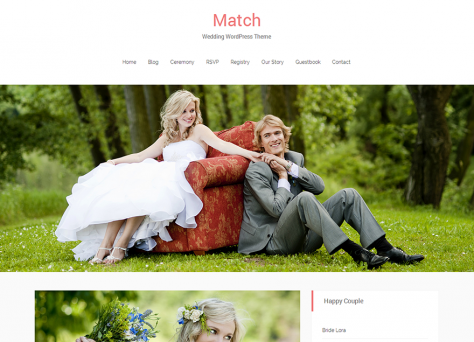 Match
Wedding WordPress Theme
Home Blog Ceremony RSVP Registry Our Story Guestbook Contact
Happy Couple
Bride Lora